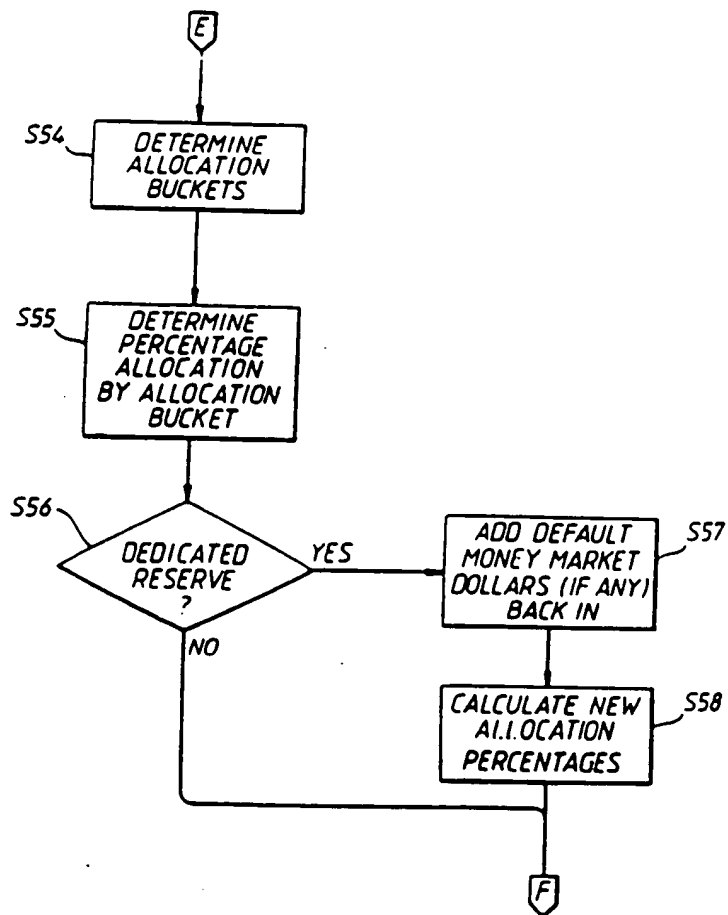 E
S54
DETERMINE
ALLOCATION
BUCKETS
S55
DETERMINE
PERCENTAGE
ALLOCATION
BY ALLOCATION
BUCKET
S56
DEDICATED
RESERVE
?
YES
NO
ADD DEFAULT
MONEY MARKET
DOLLARS (IF ANY)
BACK IN
S57
CALCULATE NEW
ALLOCATION
PERCENTAGES
S58
F